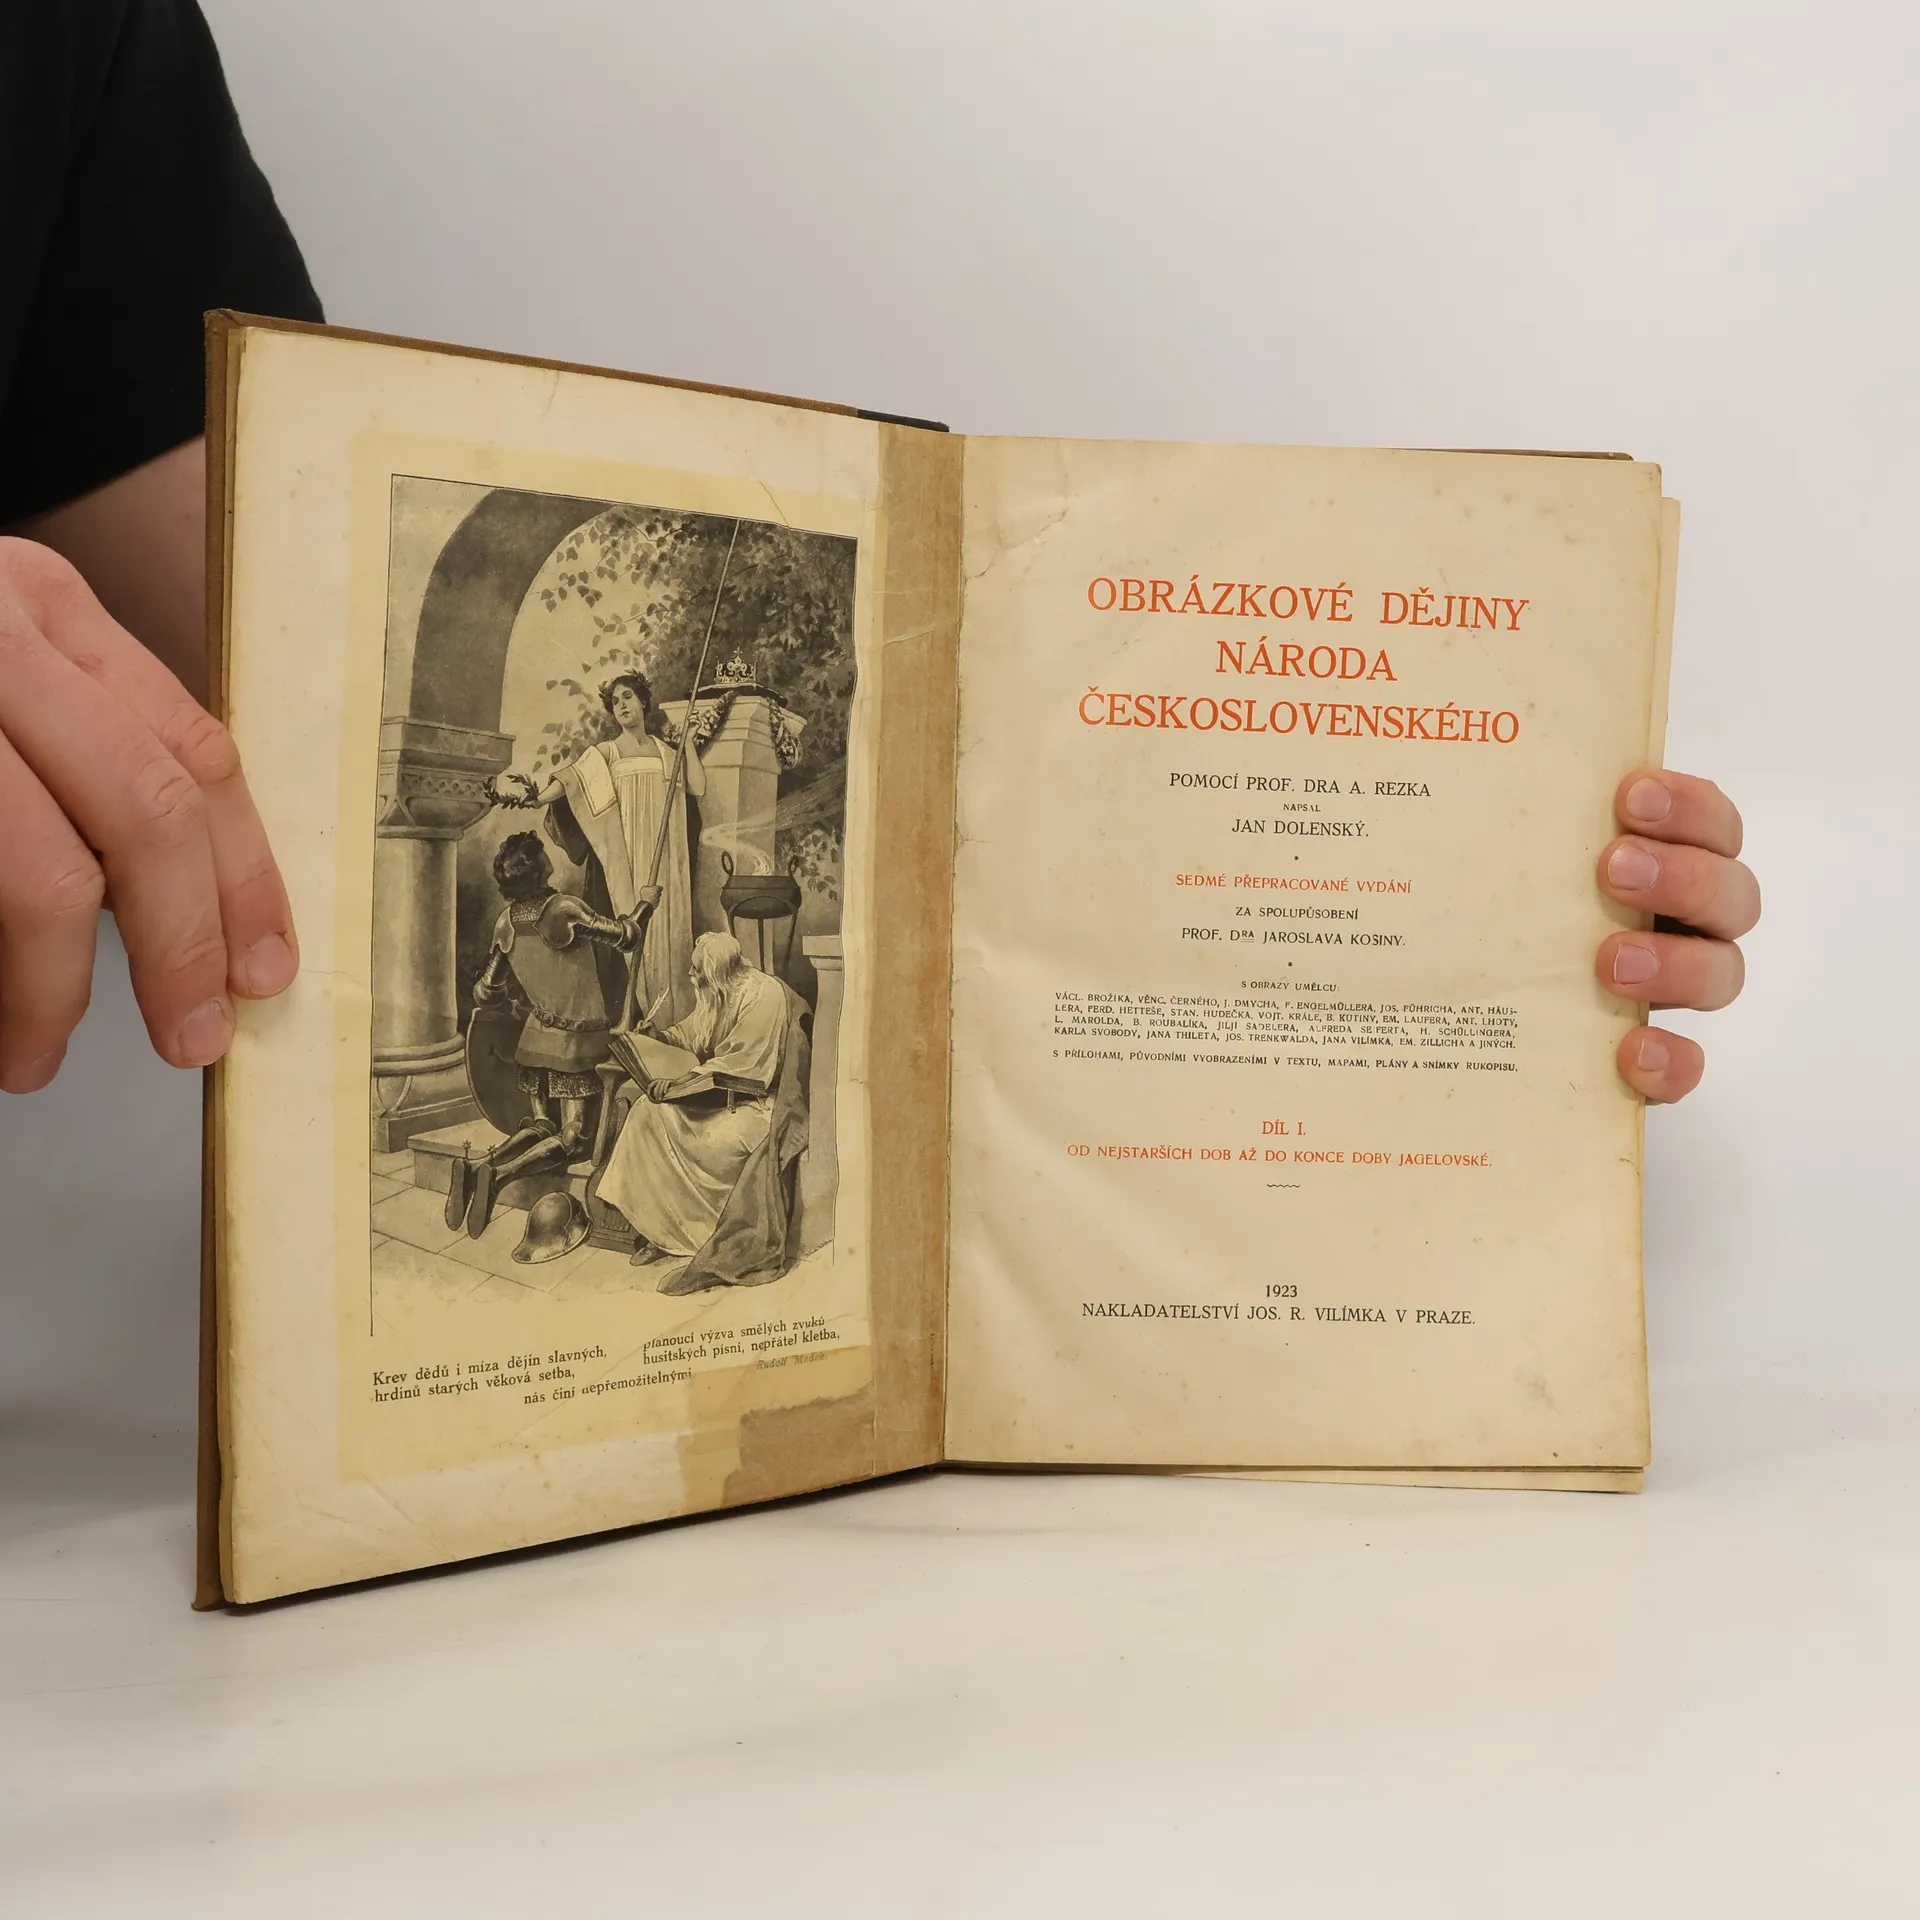 Krev dědů i míza dějin slavných,
hrdinů starých věková setba,
planoucí výzva smělých zvuků
husitských písní, nepřátel kletba,
nás činí nepřemožitelnými.
Rudolf Medek.
OBRÁZKOVÉ DĚJINY
NÁRODA
ČESKOSLOVENSKÉHO
POMOCÍ PROF. DRA A. REZKA
NAPSAL
JAN DOLENSKÝ.
SEDMÉ PŘEPRACOVANÉ VYDÁNÍ
ZA SPOLUPŮSOBENÍ
PROF. DRA JAROSLAVA KOSINY.
S OBRAZY UMĚLCU:
VÁCL. BROŽIKA, VĚNC. ČERNÉHO, J. DMYCHA, F. ENGELMÜLLERA, JOS. FÜHRICHA, ANT. HÄUS-
LERA, FERD. HETTEŠE, STAN. HUDEČKA, VOJT. KRÁLE, B. KUTINY, EM. LAUFERA, ANT. LHOTY,
L. MAROLDA, B. ROUBALÍKA, JILJÍ SADELERA, ALFREDA SEIFERTA, H. SCHÜLLINGERA,
KARLA SVOBODY, JANA THILETA, JOS. TRENKWALDA, JANA VILÍMKA, EM. ZILLICHA A JINÝCH.
S PŘÍLOHAMI, PŮVODNÍMI VYOBRAZENÍMI V TEXTU, MAPAMI, PLÁNY A SNÍMKY RUKOPISU.
DÍL I.
OD NEJSTARŠÍCH DOB AŽ DO KONCE DOBY JAGELOVSKÉ.
1923
NAKLADATELSTVÍ JOS. R. VILÍMKA V PRAZE.